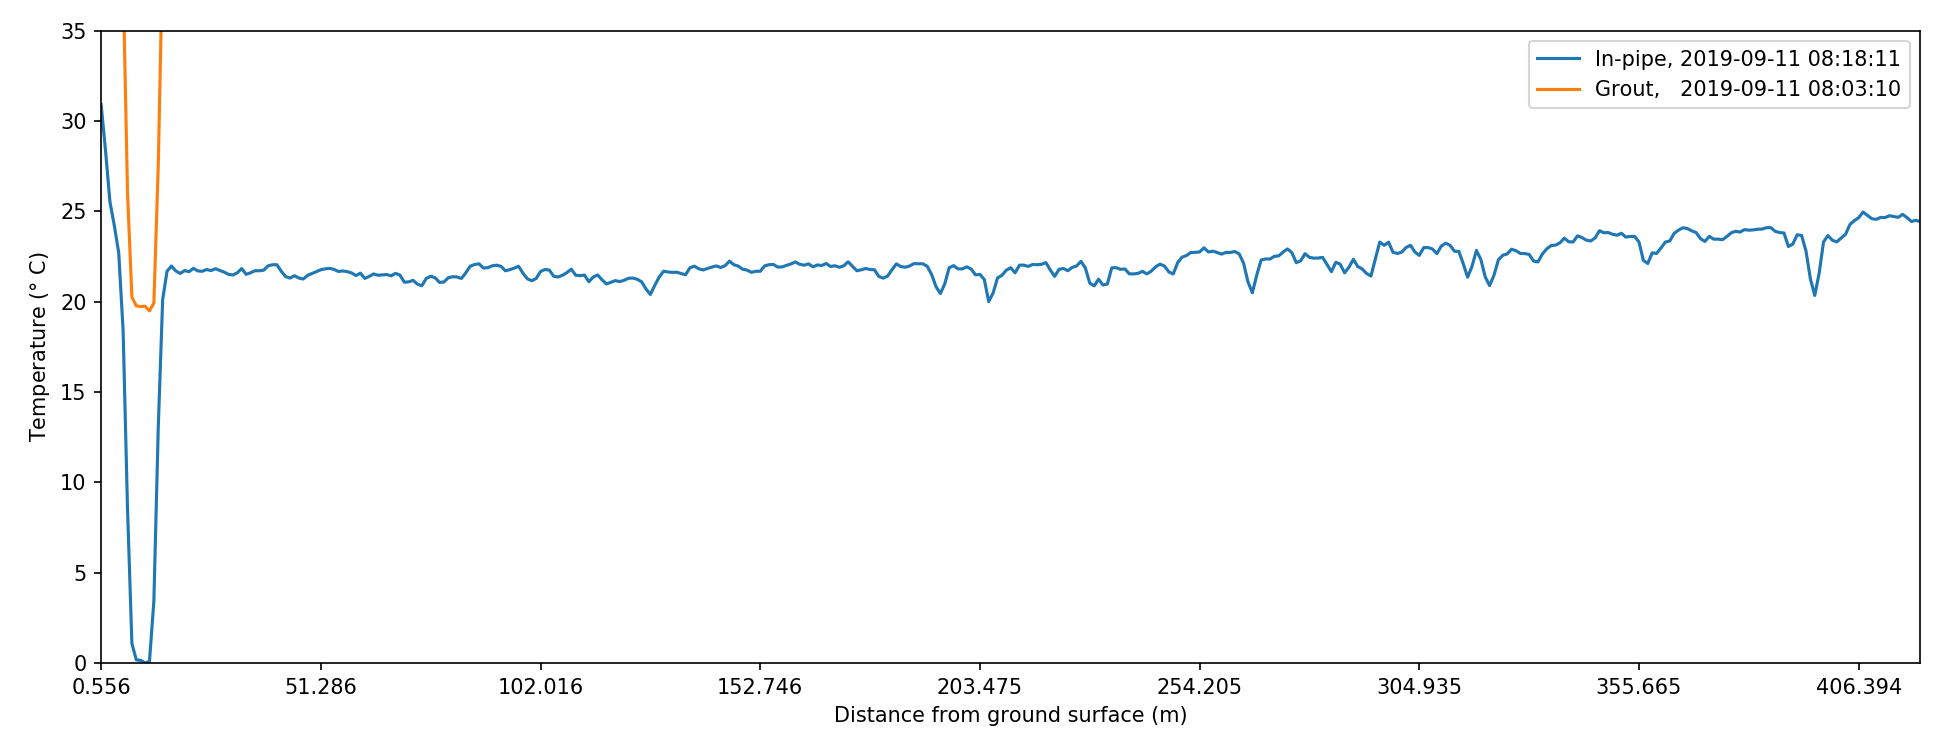 35
30
25
20
15
10
5
0
Temperature (° C)
In-pipe, 2019-09-11 08:18:11
Grout, 2019-09-11 08:03:10
0.556 51.286 102.016 152.746 203.475 254.205 304.935 355.665 406.394
Distance from ground surface (m)